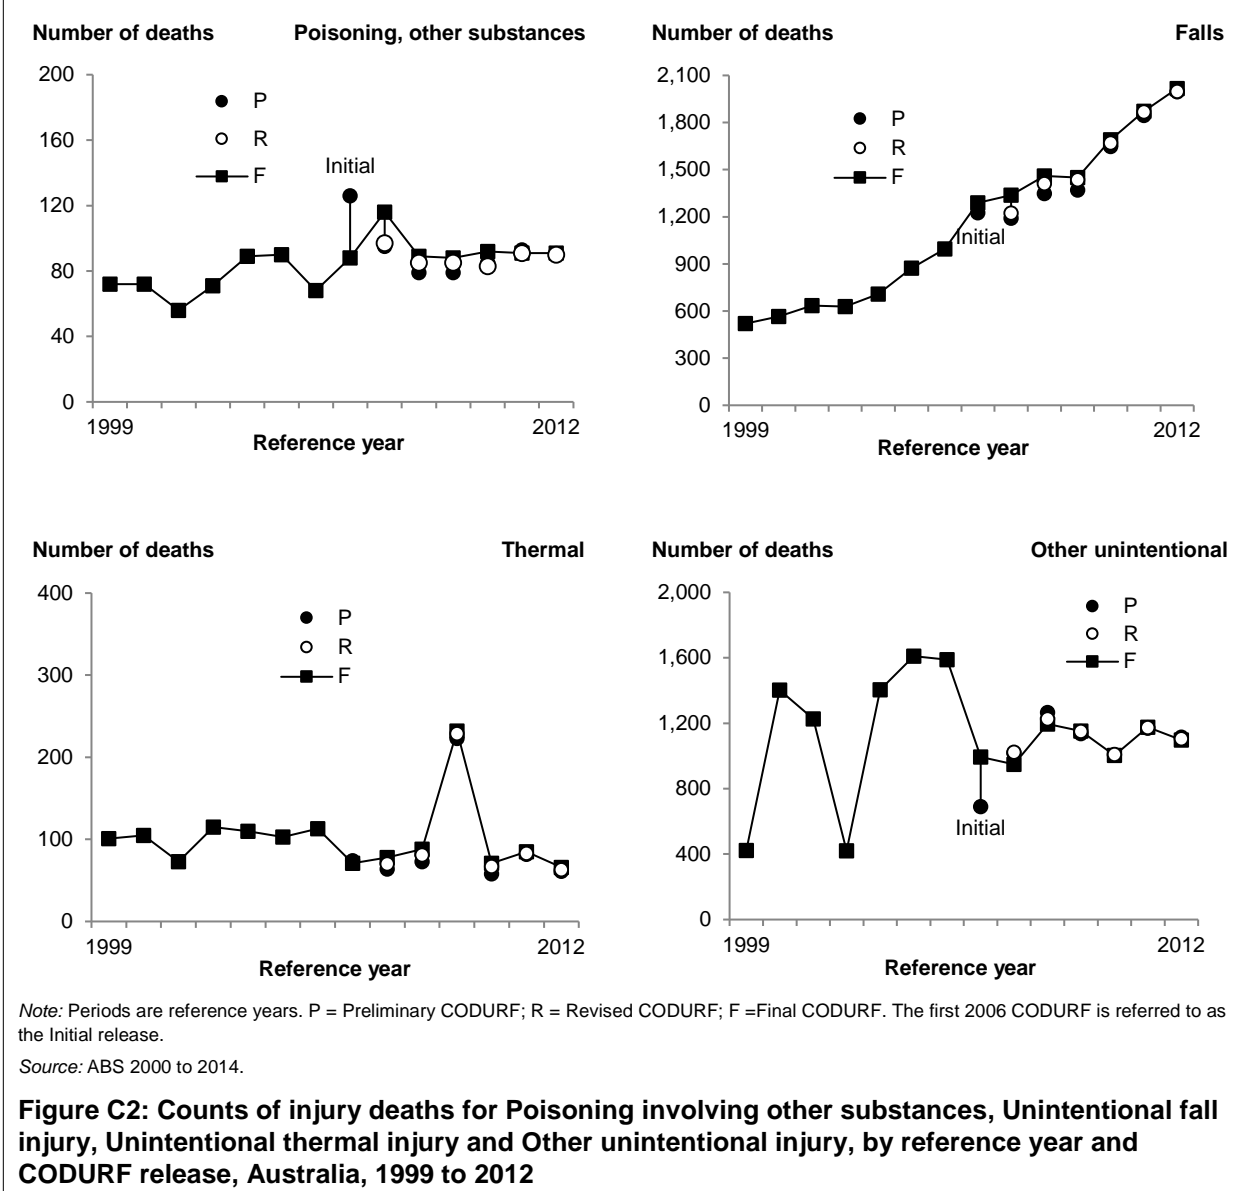 Number of deaths Poisoning, other substances
200
160
120
80
40
0
P
R
F
Initial
1999 2012
Reference year
Number of deaths Falls
2,100
1,800
1,500
1,200
900
600
300
0
P
R
F
Initial
1999 2012
Reference year
Number of deaths Thermal
400
300
200
100
0
P
R
F
1999 2012
Reference year
Number of deaths Other unintentional
2,000
1,600
1,200
800
400
0
P
R
F
Initial
1999 2012
Reference year
Note: Periods are reference years. P = Preliminary CODURF; R = Revised CODURF; F =Final CODURF. The first 2006 CODURF is referred to as
the Initial release.
Source: ABS 2000 to 2014.
Figure C2: Counts of injury deaths for Poisoning involving other substances, Unintentional fall
injury, Unintentional thermal injury and Other unintentional injury, by reference year and
CODURF release, Australia, 1999 to 2012